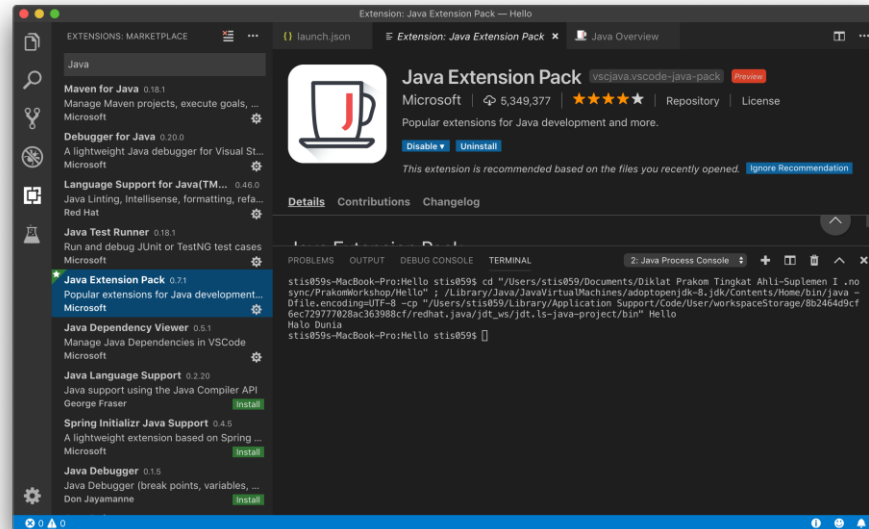 Extension: Java Extension Pack — Hello
EXTENSIONS: MARKETPLACE
Java
Maven for Java 0.18.1
Manage Maven projects, execute goals, ...
Microsoft
Debugger for Java 0.20.0
A lightweight Java debugger for Visual St...
Microsoft
Language Support for Java(TM... 0.46.0
Java Linting, Intellisense, formatting, refa...
Red Hat
Java Test Runner 0.18.1
Run and debug JUnit or TestNG test cases
Microsoft
Java Extension Pack 0.7.1
Popular extensions for Java development...
Microsoft
Java Dependency Viewer 0.5.1
Manage Java Dependencies in VSCode
Microsoft
Java Language Support 0.2.20
Java support using the Java Compiler API
George Fraser Install
Spring Initializr Java Support 0.4.5
A lightweight extension based on Spring ...
Microsoft Install
Java Debugger 0.1.5
Java Debugger (break points, variables, ...
Don Jayamanne Install
{} launch.json Extension: Java Extension Pack × Java Overview ...
J
Java Extension Pack vscjava.vscode-java-pack Preview
Microsoft 5,349,377 Repository License
Popular extensions for Java development and more.
Disable Uninstall
This extension is recommended based on the files you recently opened. Ignore Recommendation
Details Contributions Changelog
PROBLEMS OUTPUT DEBUG CONSOLE TERMINAL 2: Java Process Console
stis059s-MacBook-Pro:Hello stis059$ cd "/Users/stis059/Documents/Diklat Prakom Tingkat Ahli-Suplemen I .no
sync/PrakomWorkshop/Hello" ; /Library/Java/JavaVirtualMachines/adoptopenjdk-8.jdk/Contents/Home/bin/java -
Dfile.encoding=UTF-8 -cp "/Users/stis059/Library/Application Support/Code/User/workspaceStorage/8b2464d9cf
6ec729777028ac363988cf/redhat.java/jdt_ws/jdt.ls-java-project/bin" Hello
Halo Dunia
stis059s-MacBook-Pro:Hello stis059$
0 0